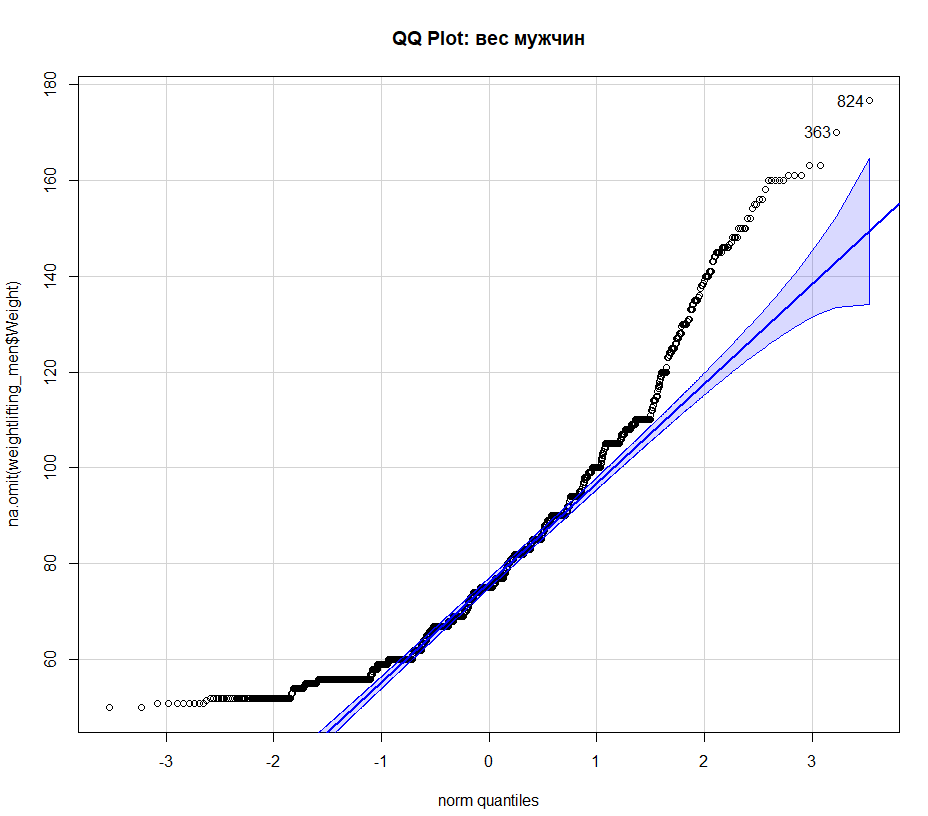 QQ Plot: вес мужчин
180
160
140
120
100
80
60
824
363
na.omit(weightlifting_men$Weight)
-3 -2 -1 0 1 2 3
norm quantiles